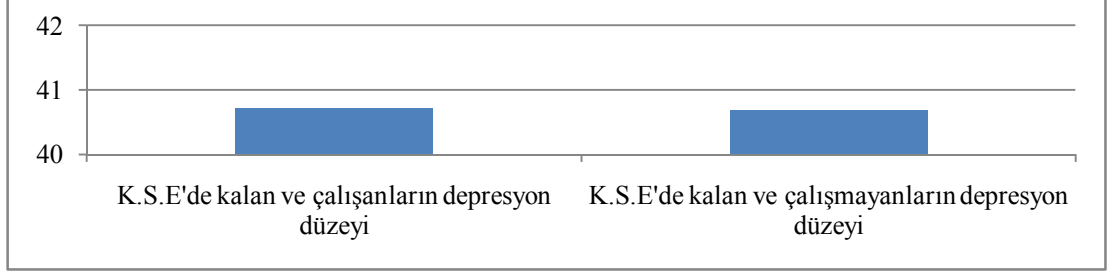 42
41
40
K.S.E'de kalan ve çalışanların depresyon
düzeyi
K.S.E'de kalan ve çalışmayanların depresyon
düzeyi